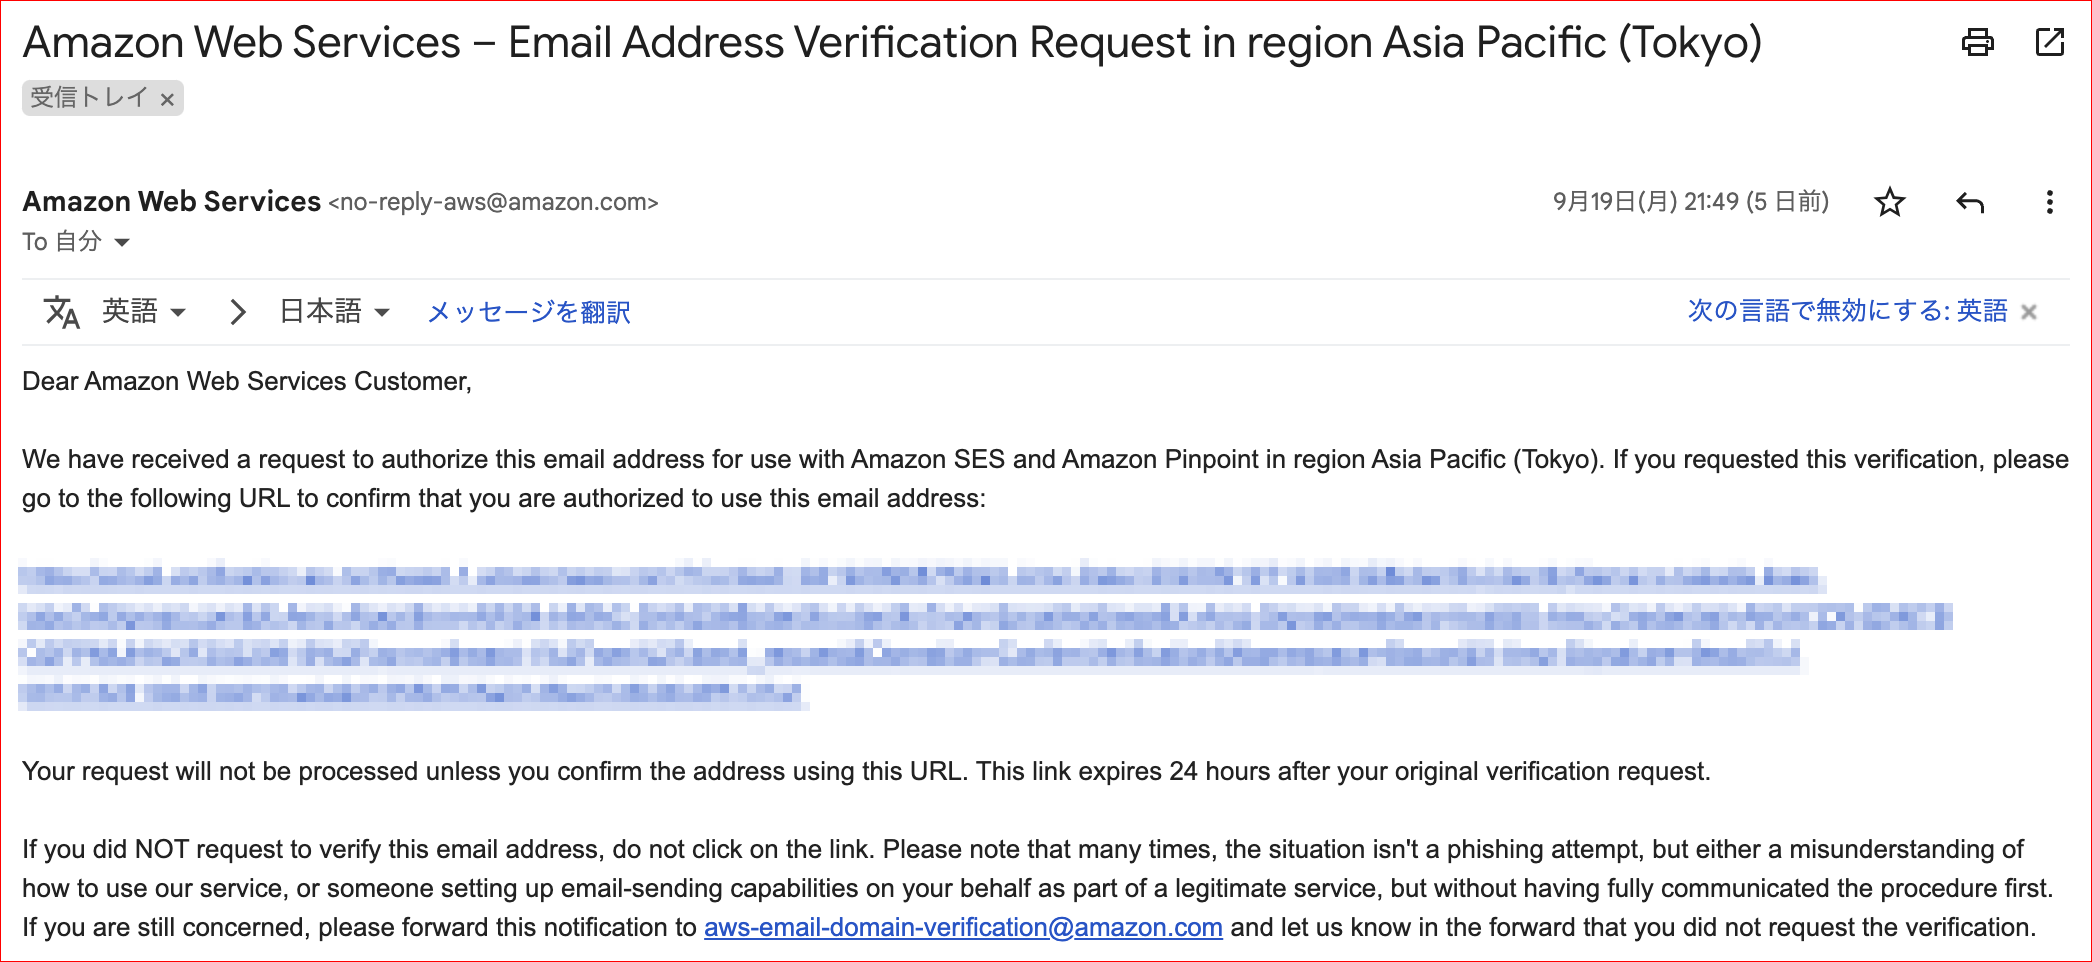 Amazon Web Services – Email Address Verification Request in region Asia Pacific (Tokyo)
受信トレイ ×
Amazon Web Services <no-reply-aws@amazon.com>
9月19日(月) 21:49 (5 日前)
To 自分
英語 > 日本語 メッセージを翻訳
次の言語で無効にする: 英語 ×
Dear Amazon Web Services Customer,
We have received a request to authorize this email address for use with Amazon SES and Amazon Pinpoint in region Asia Pacific (Tokyo). If you requested this verification, please
go to the following URL to confirm that you are authorized to use this email address:
Your request will not be processed unless you confirm the address using this URL. This link expires 24 hours after your original verification request.
If you did NOT request to verify this email address, do not click on the link. Please note that many times, the situation isn't a phishing attempt, but either a misunderstanding of
how to use our service, or someone setting up email-sending capabilities on your behalf as part of a legitimate service, but without having fully communicated the procedure first.
If you are still concerned, please forward this notification to aws-email-domain-verification@amazon.com and let us know in the forward that you did not request the verification.